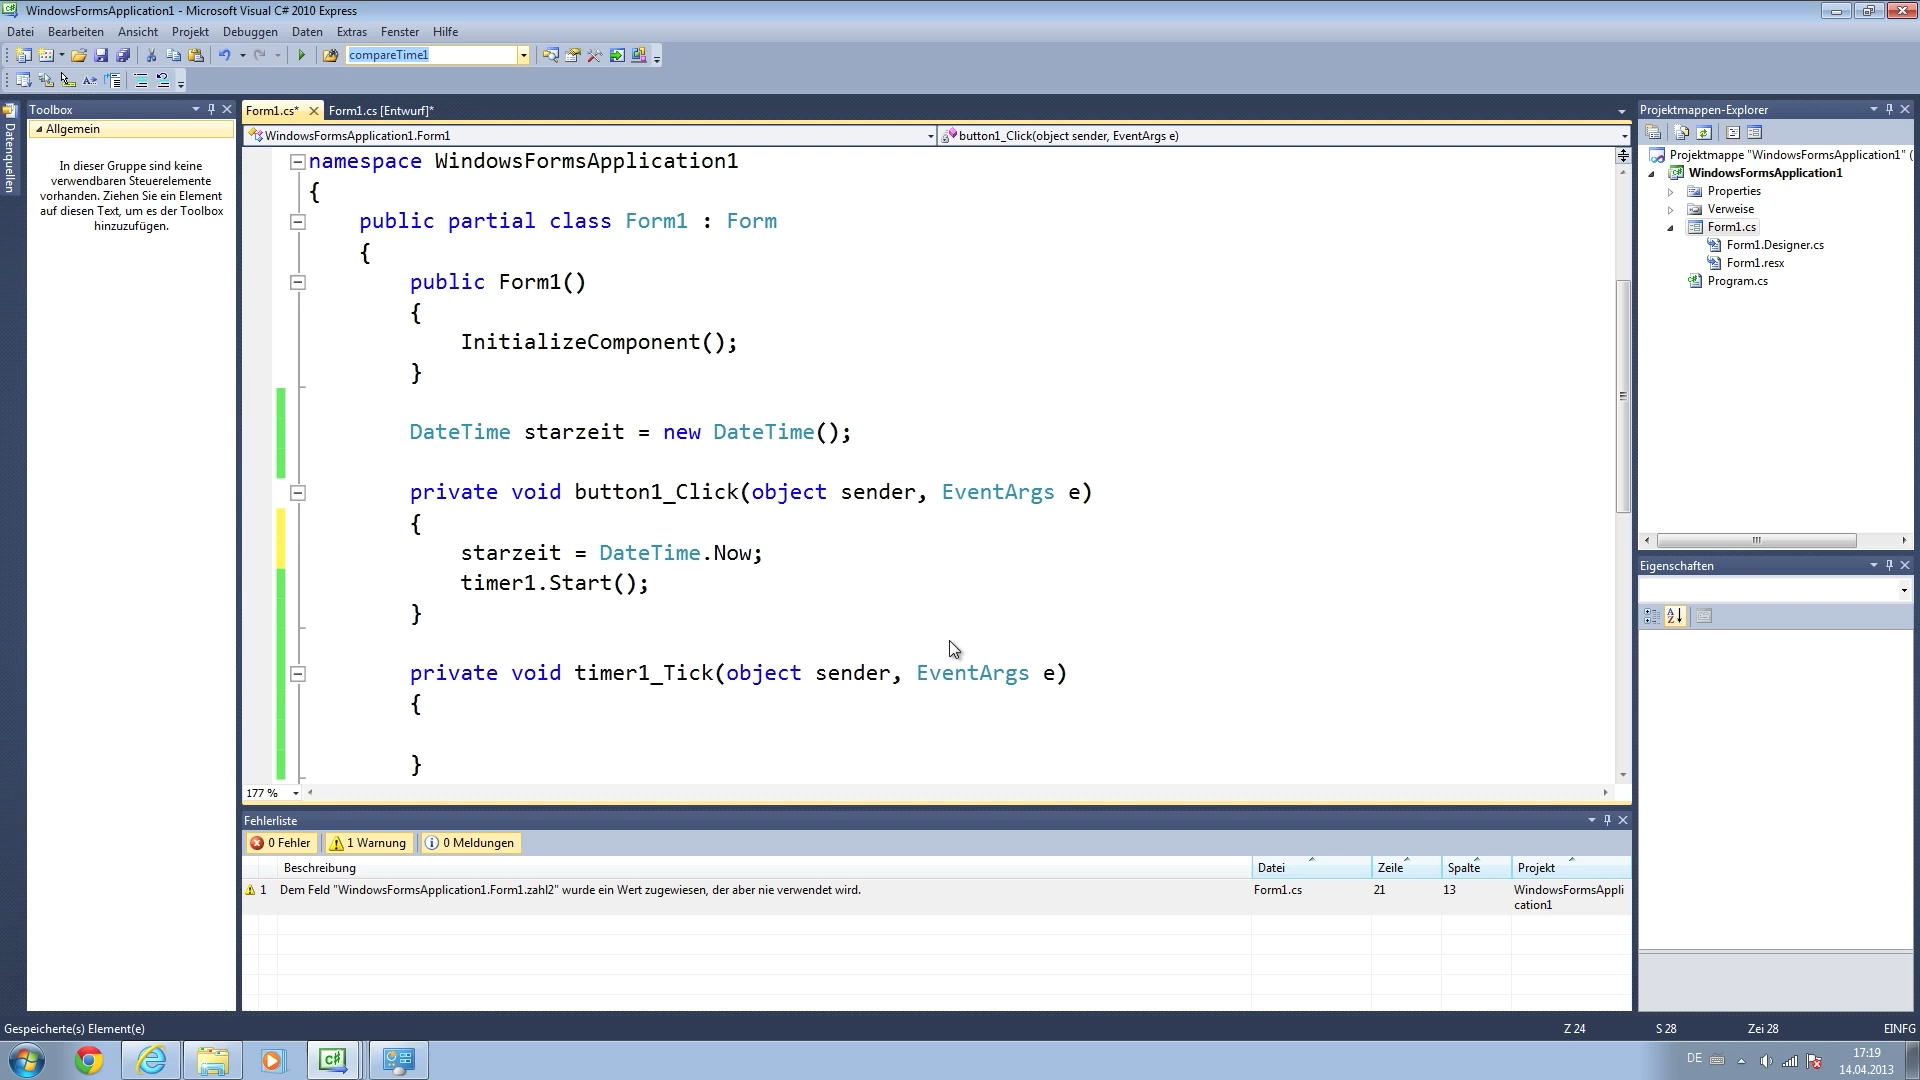 WindowsFormsApplication1 - Microsoft Visual C# 2010 Express
Datei Bearbeiten Ansicht Projekt Debuggen Daten Extras Fenster Hilfe
compareTime1
Datenquellen
Toolbox
Allgemein
In dieser Gruppe sind keine
verwendbaren Steuerelemente
vorhanden. Ziehen Sie ein Element
auf diesen Text, um es der Toolbox
hinzuzufügen.
Form1.cs* Form1.cs [Entwurf]*
WindowsFormsApplication1.Form1 button1_Click(object sender, EventArgs e)
namespace WindowsFormsApplication1
{
public partial class Form1 : Form
{
public Form1()
{
InitializeComponent();
}
DateTime starzeit = new DateTime();
private void button1_Click(object sender, EventArgs e)
{
starzeit = DateTime.Now;
timer1.Start();
}
private void timer1_Tick(object sender, EventArgs e)
{
}
177 %
Projektmappen-Explorer
Projektmappe "WindowsFormsApplication1" (
WindowsFormsApplication1
Properties
Verweise
Form1.cs
Form1.Designer.cs
Form1.resx
Program.cs
Eigenschaften
Fehlerliste
0 Fehler 1 Warnung 0 Meldungen
Beschreibung Datei Zeile Spalte Projekt
1 Dem Feld "WindowsFormsApplication1.Form1.zahl2" wurde ein Wert zugewiesen, der aber nie verwendet wird. Form1.cs 21 13 WindowsFormsAppli
cation1
Gespeicherte(s) Element(e) Z 24 S 28 Zei 28 EINFG
DE 17:19
14.04.2013